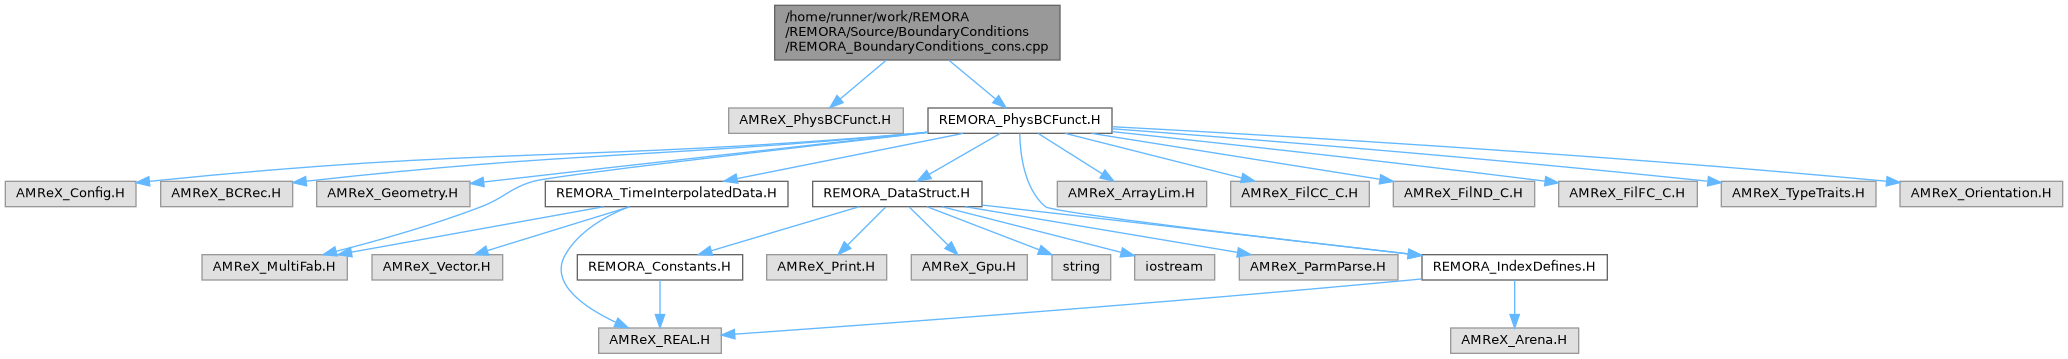 /home/runner/work/REMORA
/REMORA/Source/BoundaryConditions
/REMORA_BoundaryConditions_cons.cpp
AMReX_PhysBCFunct.H
REMORA_PhysBCFunct.H
AMReX_Config.H
AMReX_BCRec.H
AMReX_Geometry.H
REMORA_TimeInterpolatedData.H
REMORA_DataStruct.H
AMReX_ArrayLim.H
AMReX_FilCC_C.H
AMReX_FilND_C.H
AMReX_FilFC_C.H
AMReX_TypeTraits.H
AMReX_Orientation.H
AMReX_MultiFab.H
AMReX_Vector.H
REMORA_Constants.H
AMReX_Print.H
AMReX_Gpu.H
string
iostream
AMReX_ParmParse.H
REMORA_IndexDefines.H
AMReX_REAL.H
AMReX_Arena.H